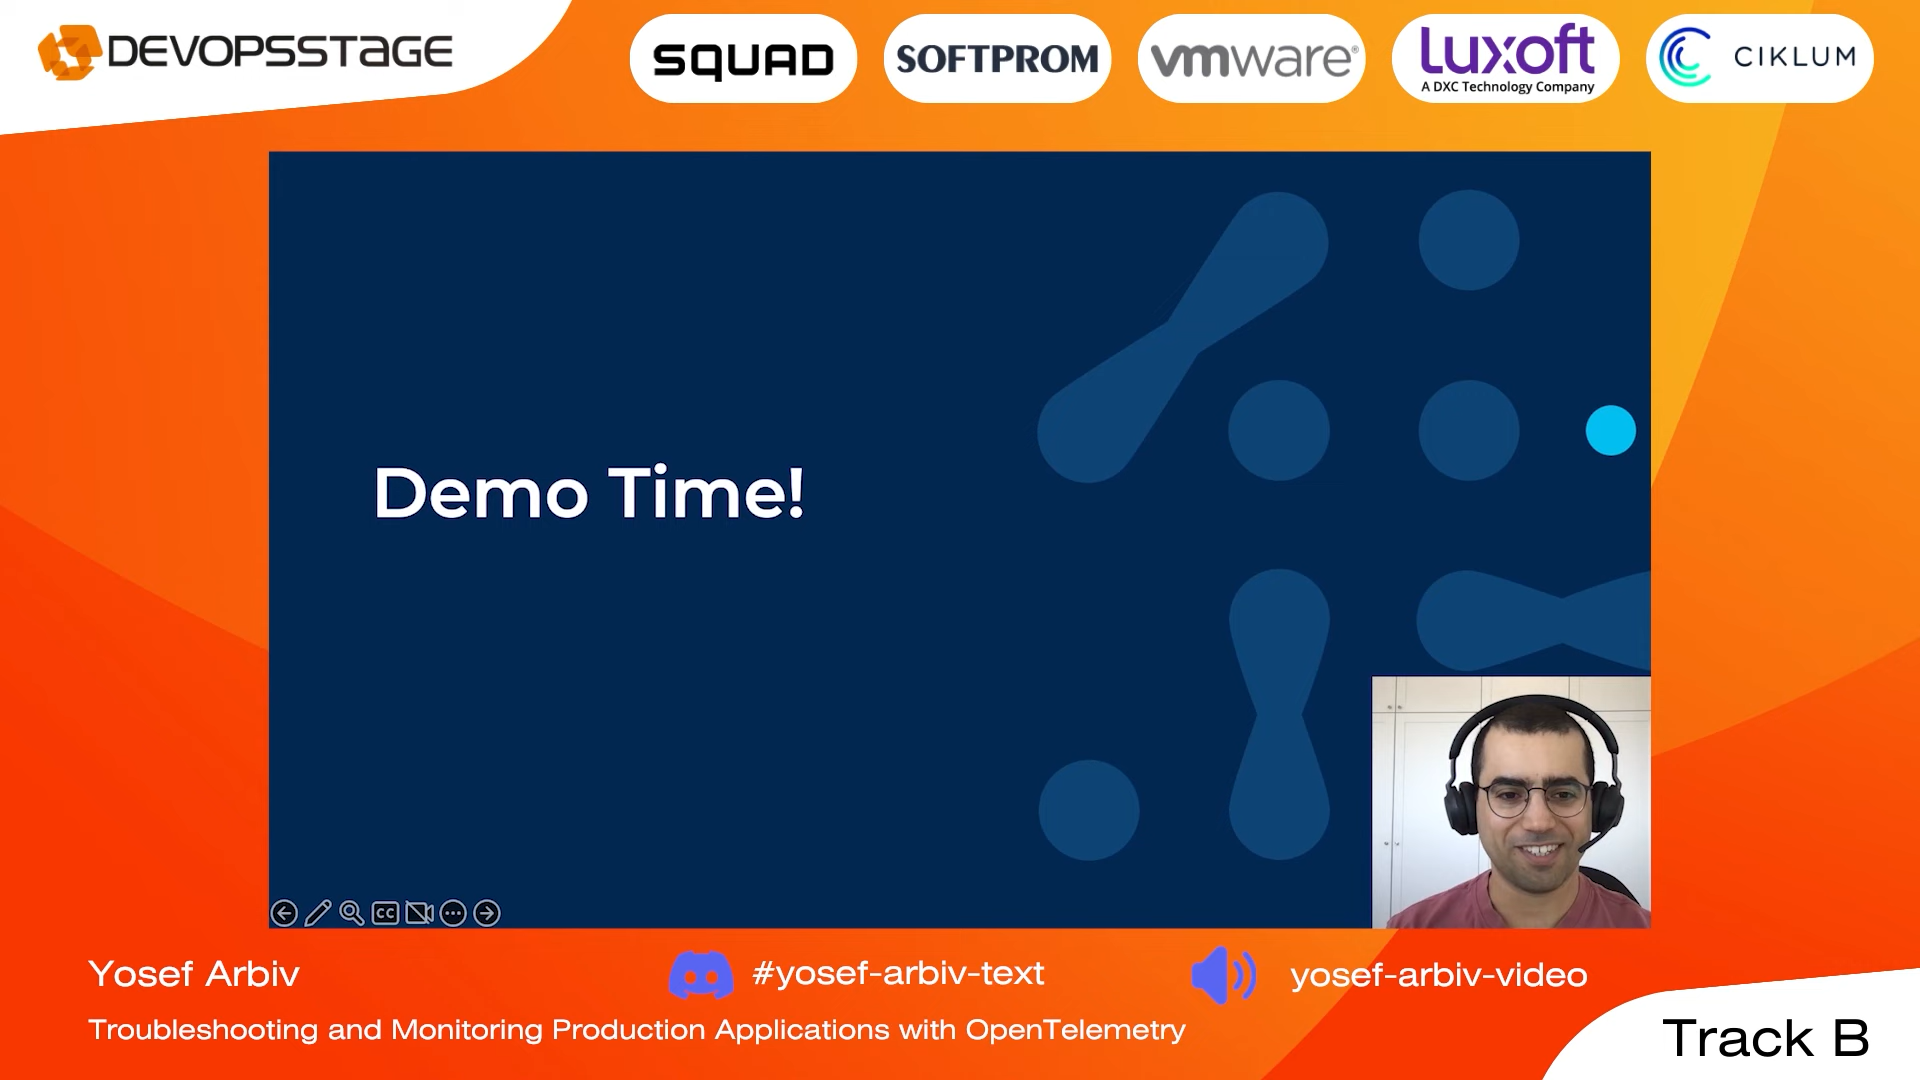 DEVOPSSTAGE
SQUAD
SOFTPROM
vmware®
Luxoft
A DXC Technology Company
CIKLUM
Demo Time!
CC
Yosef Arbiv
#yosef-arbiv-text
yosef-arbiv-video
Troubleshooting and Monitoring Production Applications with OpenTelemetry
Track B